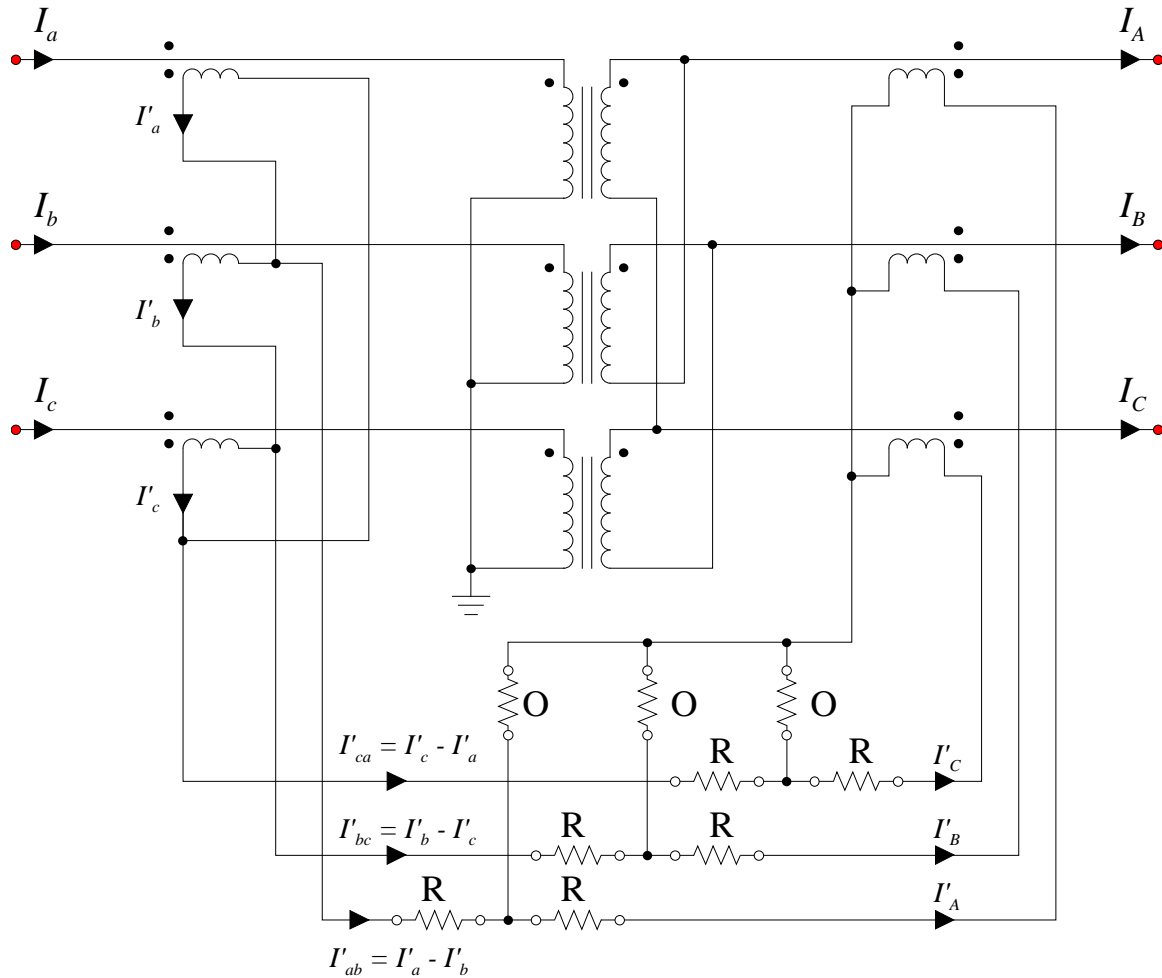 I_a
I_A
I'_a
I_b
I_B
I'_b
I_c
I_C
I'_c
O
O
O
I'_ca = I'_c - I'_a
R
R
I'_C
I'_bc = I'_b - I'_c
R
R
I'_B
R
R
I'_A
I'_ab = I'_a - I'_b